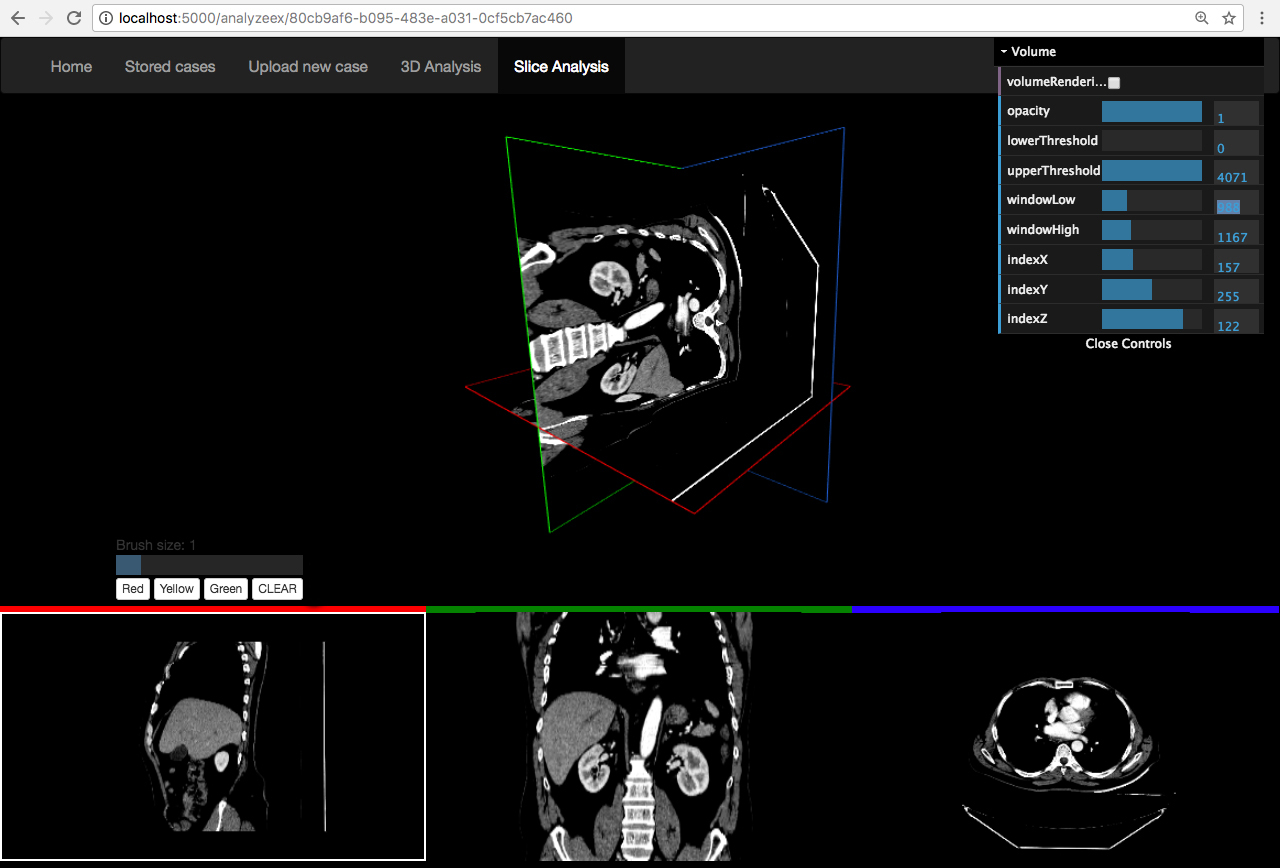 localhost:5000/analyzeex/80cb9af6-b095-483e-a031-0cf5cb7ac460
Home Stored cases Upload new case 3D Analysis Slice Analysis
Volume
volumeRenderi...
opacity 1
lowerThreshold 0
upperThreshold 4071
windowLow 988
windowHigh 1167
indexX 157
indexY 255
indexZ 122
Close Controls
Brush size: 1
Red Yellow Green CLEAR